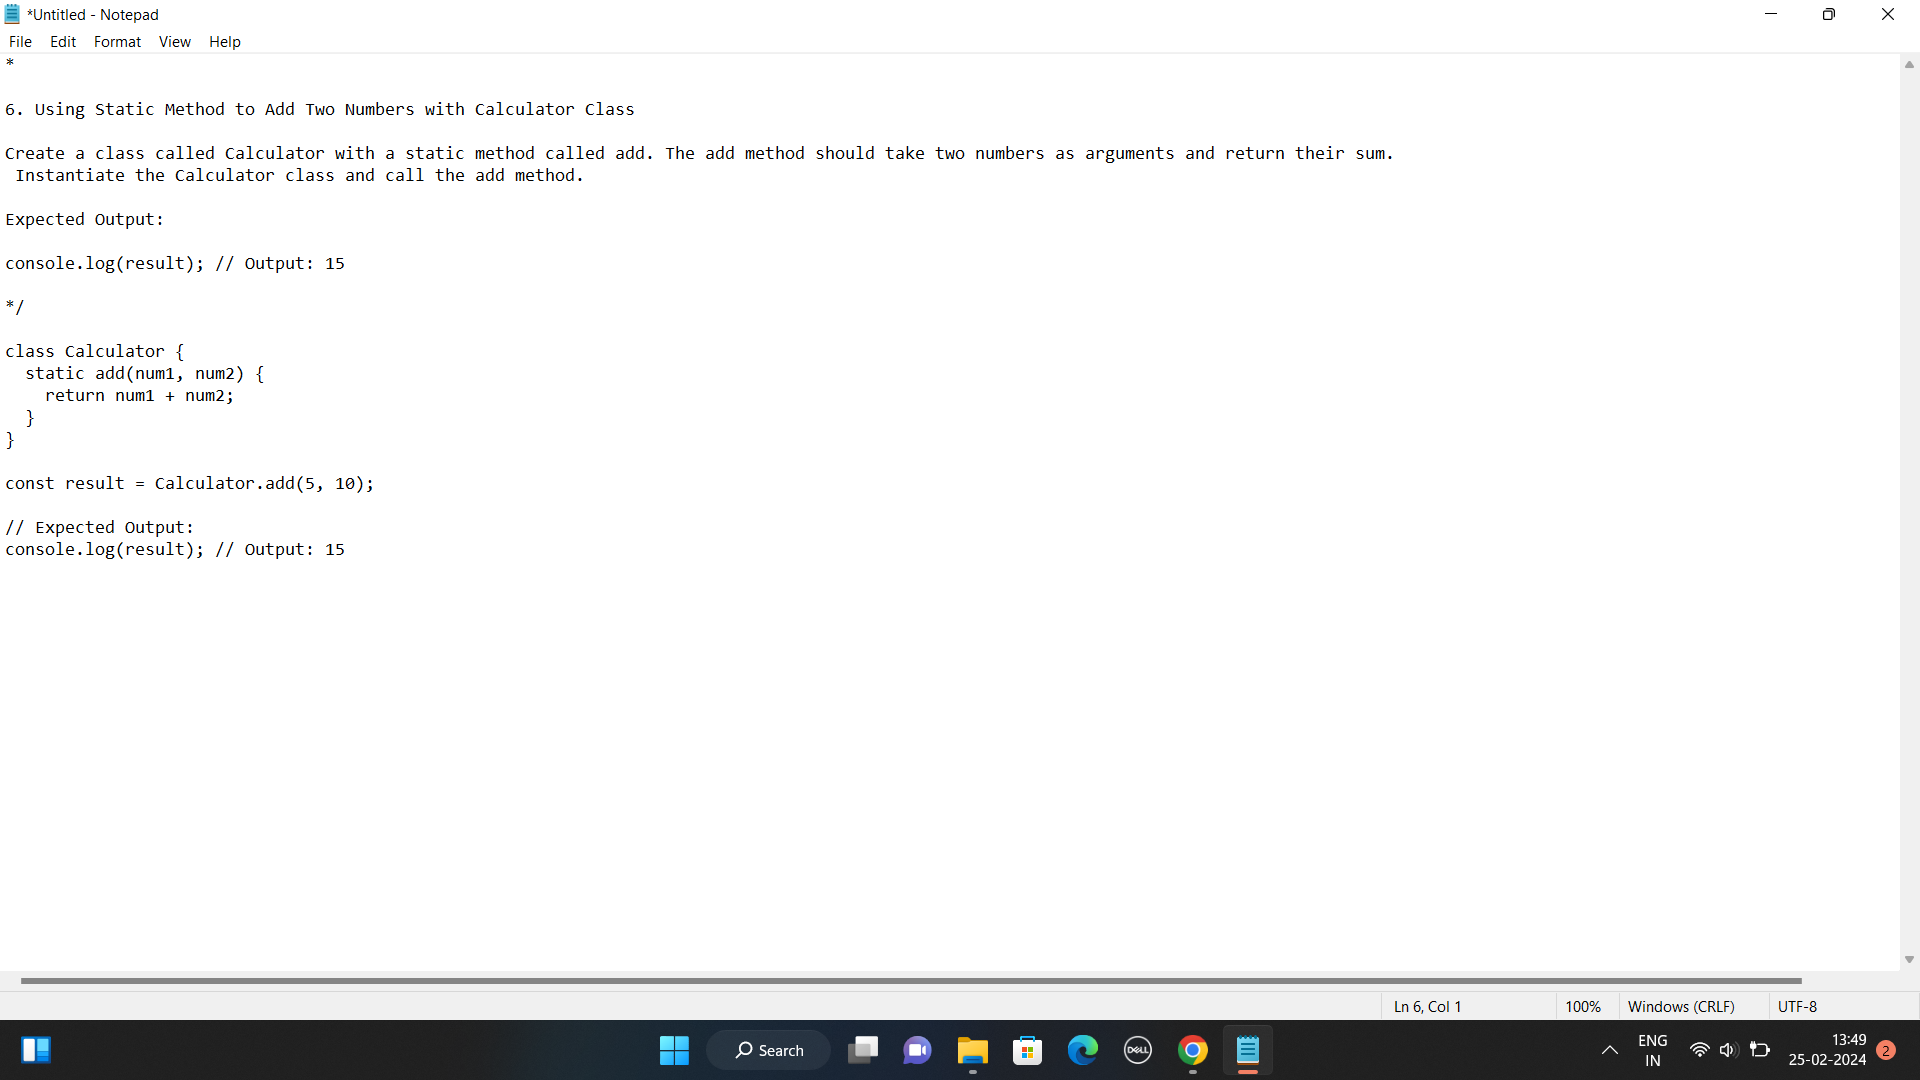 *Untitled - Notepad
File Edit Format View Help
*
6. Using Static Method to Add Two Numbers with Calculator Class
Create a class called Calculator with a static method called add. The add method should take two numbers as arguments and return their sum.
 Instantiate the Calculator class and call the add method.
Expected Output:
console.log(result); // Output: 15
*/
class Calculator {
  static add(num1, num2) {
    return num1 + num2;
  }
}
const result = Calculator.add(5, 10);
// Expected Output:
console.log(result); // Output: 15
Ln 6, Col 1 100% Windows (CRLF) UTF-8
Search DELL ENG 13:49
IN 25-02-2024 2